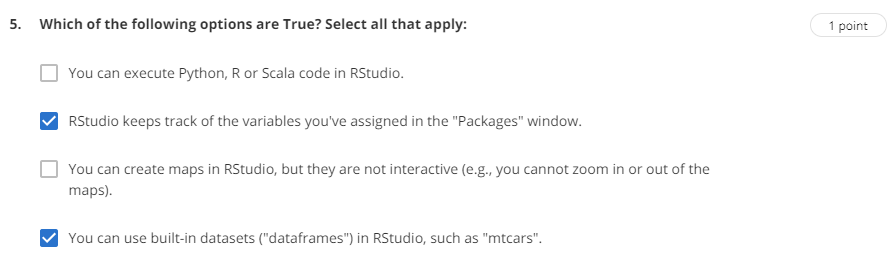 5. Which of the following options are True? Select all that apply:
1 point
You can execute Python, R or Scala code in RStudio.
RStudio keeps track of the variables you've assigned in the "Packages" window.
You can create maps in RStudio, but they are not interactive (e.g., you cannot zoom in or out of the
maps).
You can use built-in datasets ("dataframes") in RStudio, such as "mtcars".